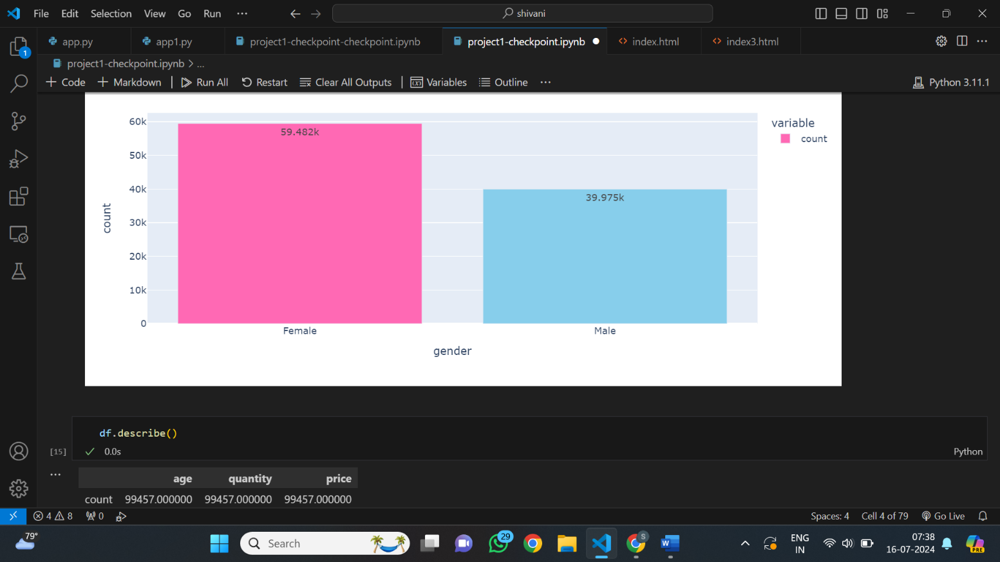 File Edit Selection View Go Run ... shivani
1
app.py app1.py project1-checkpoint-checkpoint.ipynb project1-checkpoint.ipynb index.html index3.html
project1-checkpoint.ipynb > ...
+ Code + Markdown | Run All Restart Clear All Outputs | Variables Outline ... Python 3.11.1
60k
50k
40k
30k
20k
10k
0
count
59.482k
39.975k
Female Male
gender
variable
count
df.describe()
[15] 0.0s Python
...
age quantity price
count 99457.000000 99457.000000 99457.000000
4 8 0 Spaces: 4 Cell 4 of 79 Go Live
79° Search 29 S W ENG 07:38
IN 16-07-2024 PRE